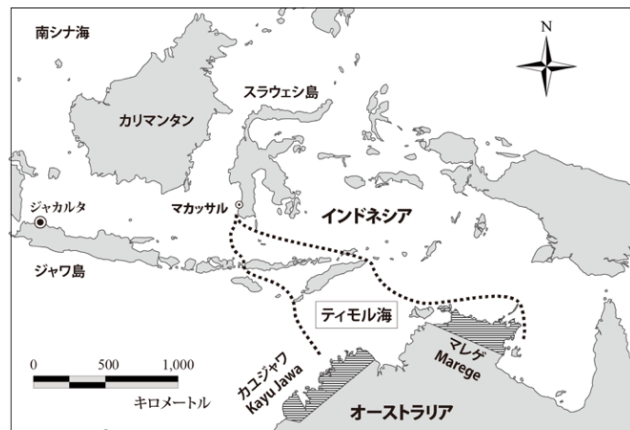 南シナ海
N
スラウェシ島
カリマンタン
ジャカルタ
マカッサル
インドネシア
ジャワ島
ティモル海
マレゲ
Marege
カユジャワ
Kayu Jawa
0 500 1,000
キロメートル
オーストラリア